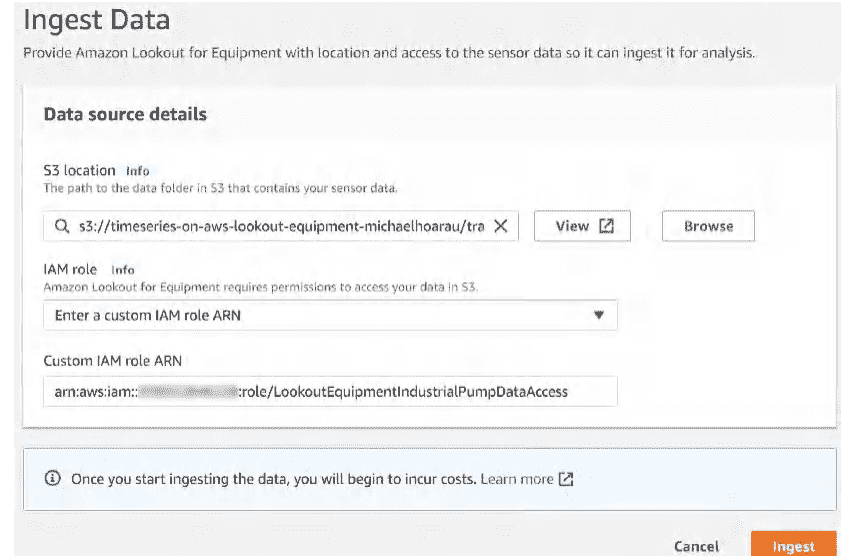 Ingest Data
Provide Amazon Lookout for Equipment with location and access to the sensor data so it can ingest it for analysis.
Data source details
S3 location Info
The path to the data folder in S3 that contains your sensor data.
s3://timeseries-on-aws-lookout-equipment-michaelhoarau/tra
View
Browse
IAM role Info
Amazon Lookout for Equipment requires permissions to access your data in S3.
Enter a custom IAM role ARN
Custom IAM role ARN
arn:aws:iam:: :role/LookoutEquipmentIndustrialPumpDataAccess
Once you start ingesting the data, you will begin to incur costs. Learn more
Cancel
Ingest